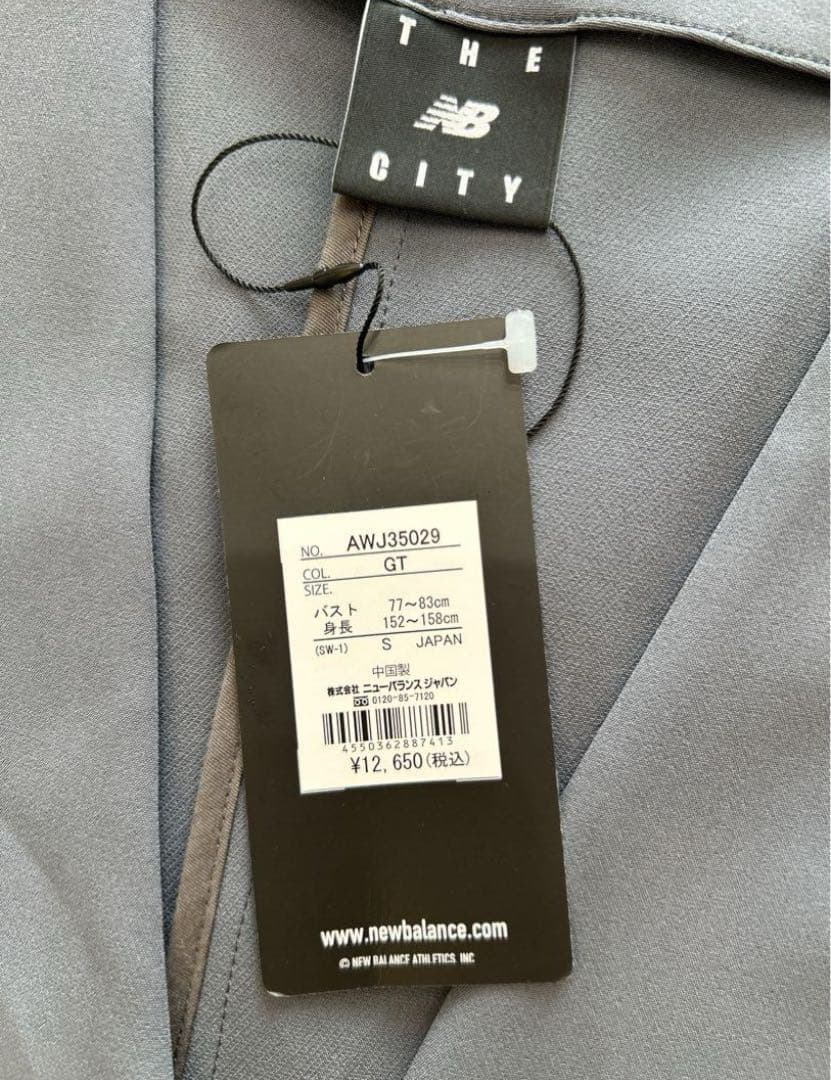 THE
NB
CITY
NO. AWJ35029
COL. GT
SIZE.
バスト 77～83cm
身長 152～158cm
(SW-1) S JAPAN
中国製
株式会社 ニューバランス ジャパン
0120-85-7120
4550362887413
¥12,650(税込)
www.newbalance.com
© NEW BALANCE ATHLETICS, INC